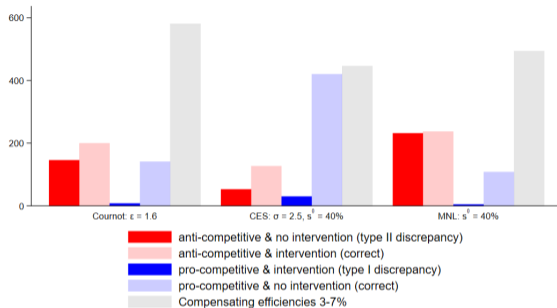 600
400
200
0
Cournot: ε = 1.6 CES: σ = 2.5, s⁰ = 40% MNL: s⁰ = 40%
anti-competitive & no intervention (type II discrepancy)
anti-competitive & intervention (correct)
pro-competitive & intervention (type I discrepancy)
pro-competitive & no intervention (correct)
Compensating efficiencies 3-7%